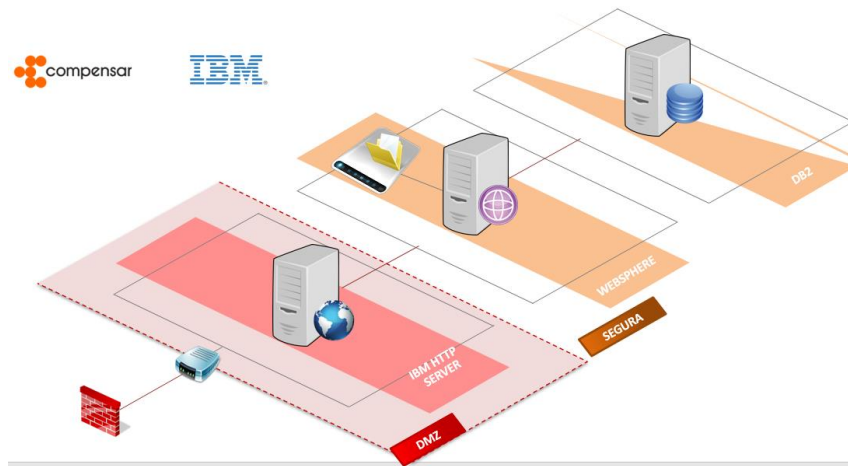 compensar
IBM
DB2
WEBSPHERE
SEGURA
IBM HTTP
SERVER
DMZ